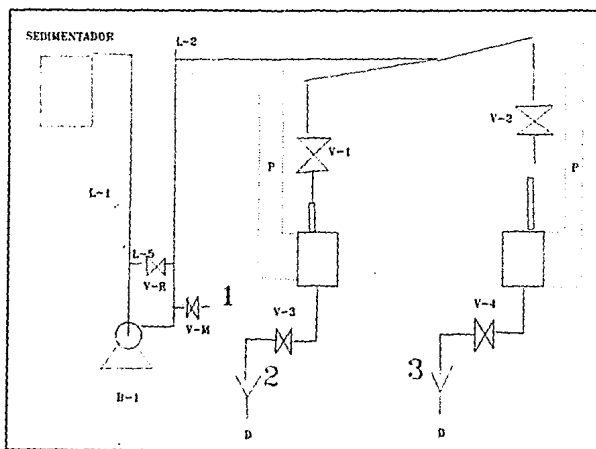 SEDIMENTADOR
L-2
V-2
V-1
P
P
L-1
L-5
V-R
1
V-M
V-3
V-4
2
3
B-1
D
D